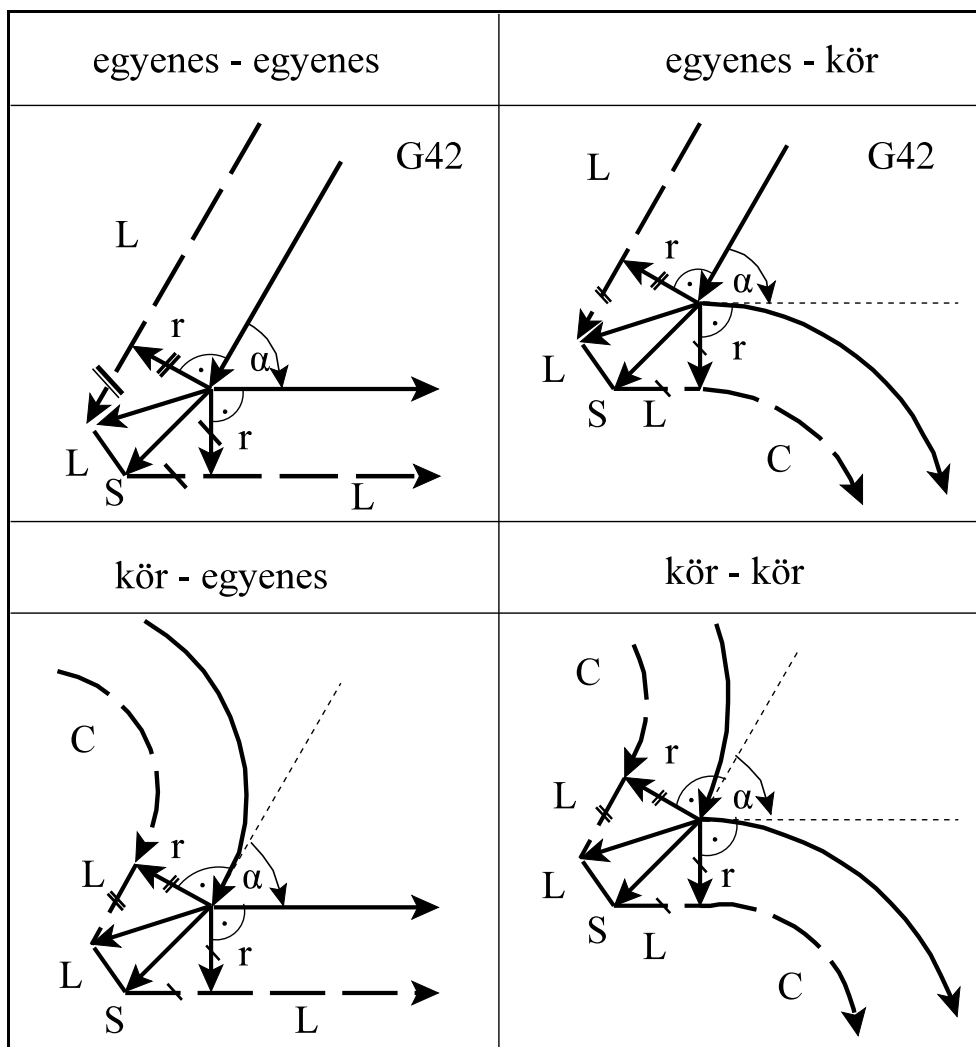 egyenes - egyenes
egyenes - kör
G42
L
r
α
L
r
S
L
G42
L
r
α
L
r
S
L
C
kör - egyenes
kör - kör
C
r
L
α
L
r
S
L
C
r
L
α
L
r
S
L
C